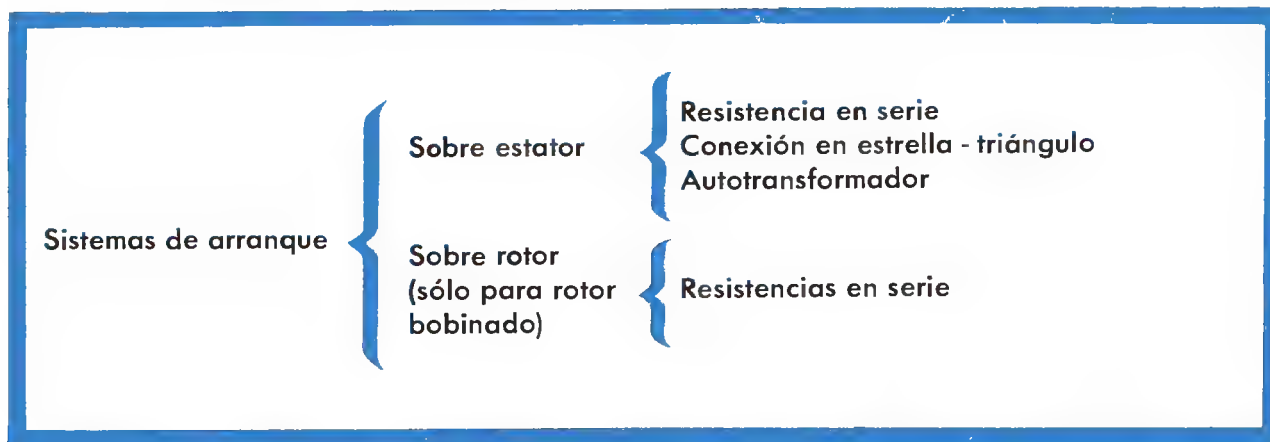 Sistemas de arranque
Sobre estator
Resistencia en serie
Conexión en estrella - triángulo
Autotransformador
Sobre rotor
(sólo para rotor
bobinado)
Resistencias en serie